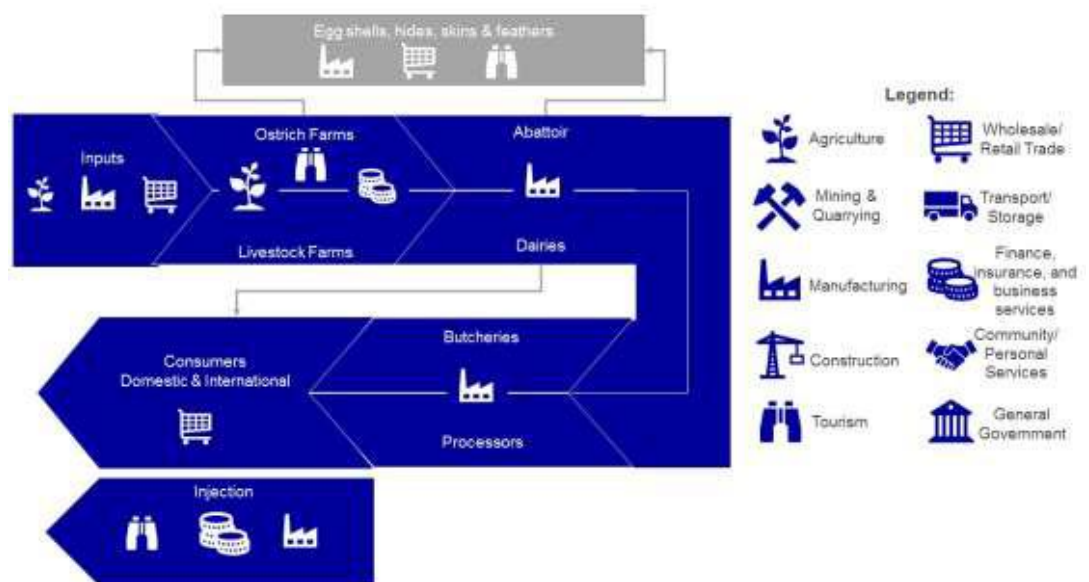 Egg shells, hides, skins & feathers
Inputs
Ostrich Farms
Livestock Farms
Abattoir
Dairies
Butcheries
Processors
Consumers
Domestic & International
Injection
Legend:
Agriculture
Wholesale/
Retail Trade
Mining &
Quarrying
Transport/
Storage
Manufacturing
Finance,
insurance, and
business
services
Construction
Community/
Personal
Services
Tourism
General
Government